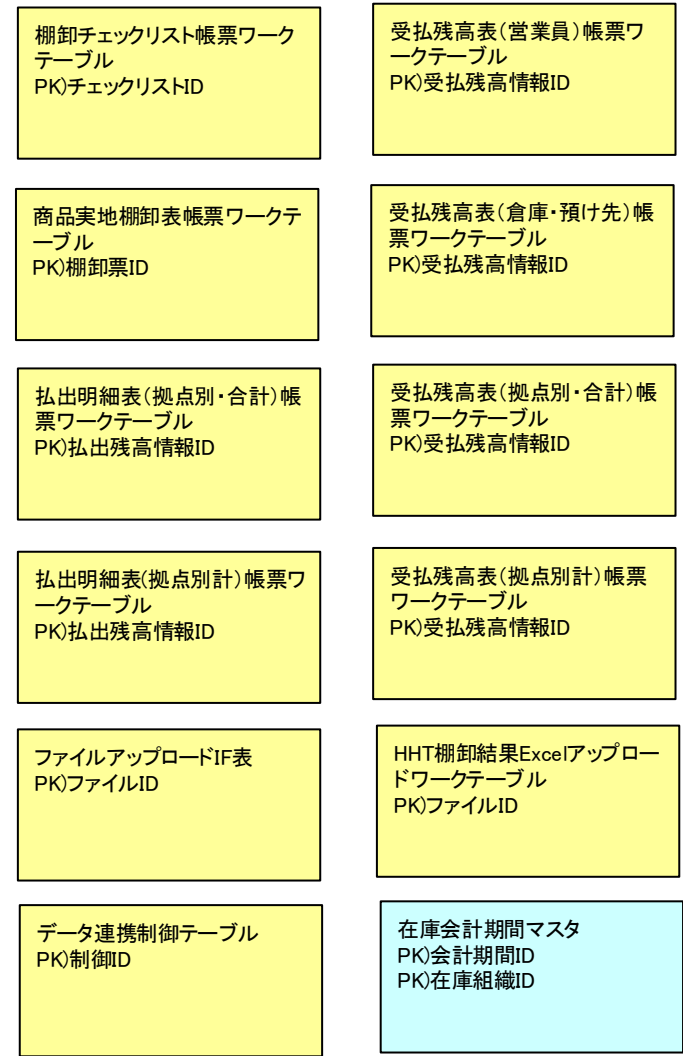 棚卸チェックリスト帳票ワーク
テーブル
PK)チェックリストID
受払残高表(営業員)帳票ワ
ークテーブル
PK)受払残高情報ID
商品実地棚卸表帳票ワークテ
ーブル
PK)棚卸票ID
受払残高表(倉庫・預け先)帳
票ワークテーブル
PK)受払残高情報ID
払出明細表(拠点別・合計)帳
票ワークテーブル
PK)払出残高情報ID
受払残高表(拠点別・合計)帳
票ワークテーブル
PK)受払残高情報ID
払出明細表(拠点別計)帳票ワ
ークテーブル
PK)払出残高情報ID
受払残高表(拠点別計)帳票
ワークテーブル
PK)受払残高情報ID
ファイルアップロードIF表
PK)ファイルID
HHT棚卸結果Excelアップロー
ドワークテーブル
PK)ファイルID
データ連携制御テーブル
PK)制御ID
在庫会計期間マスタ
PK)会計期間ID
PK)在庫組織ID